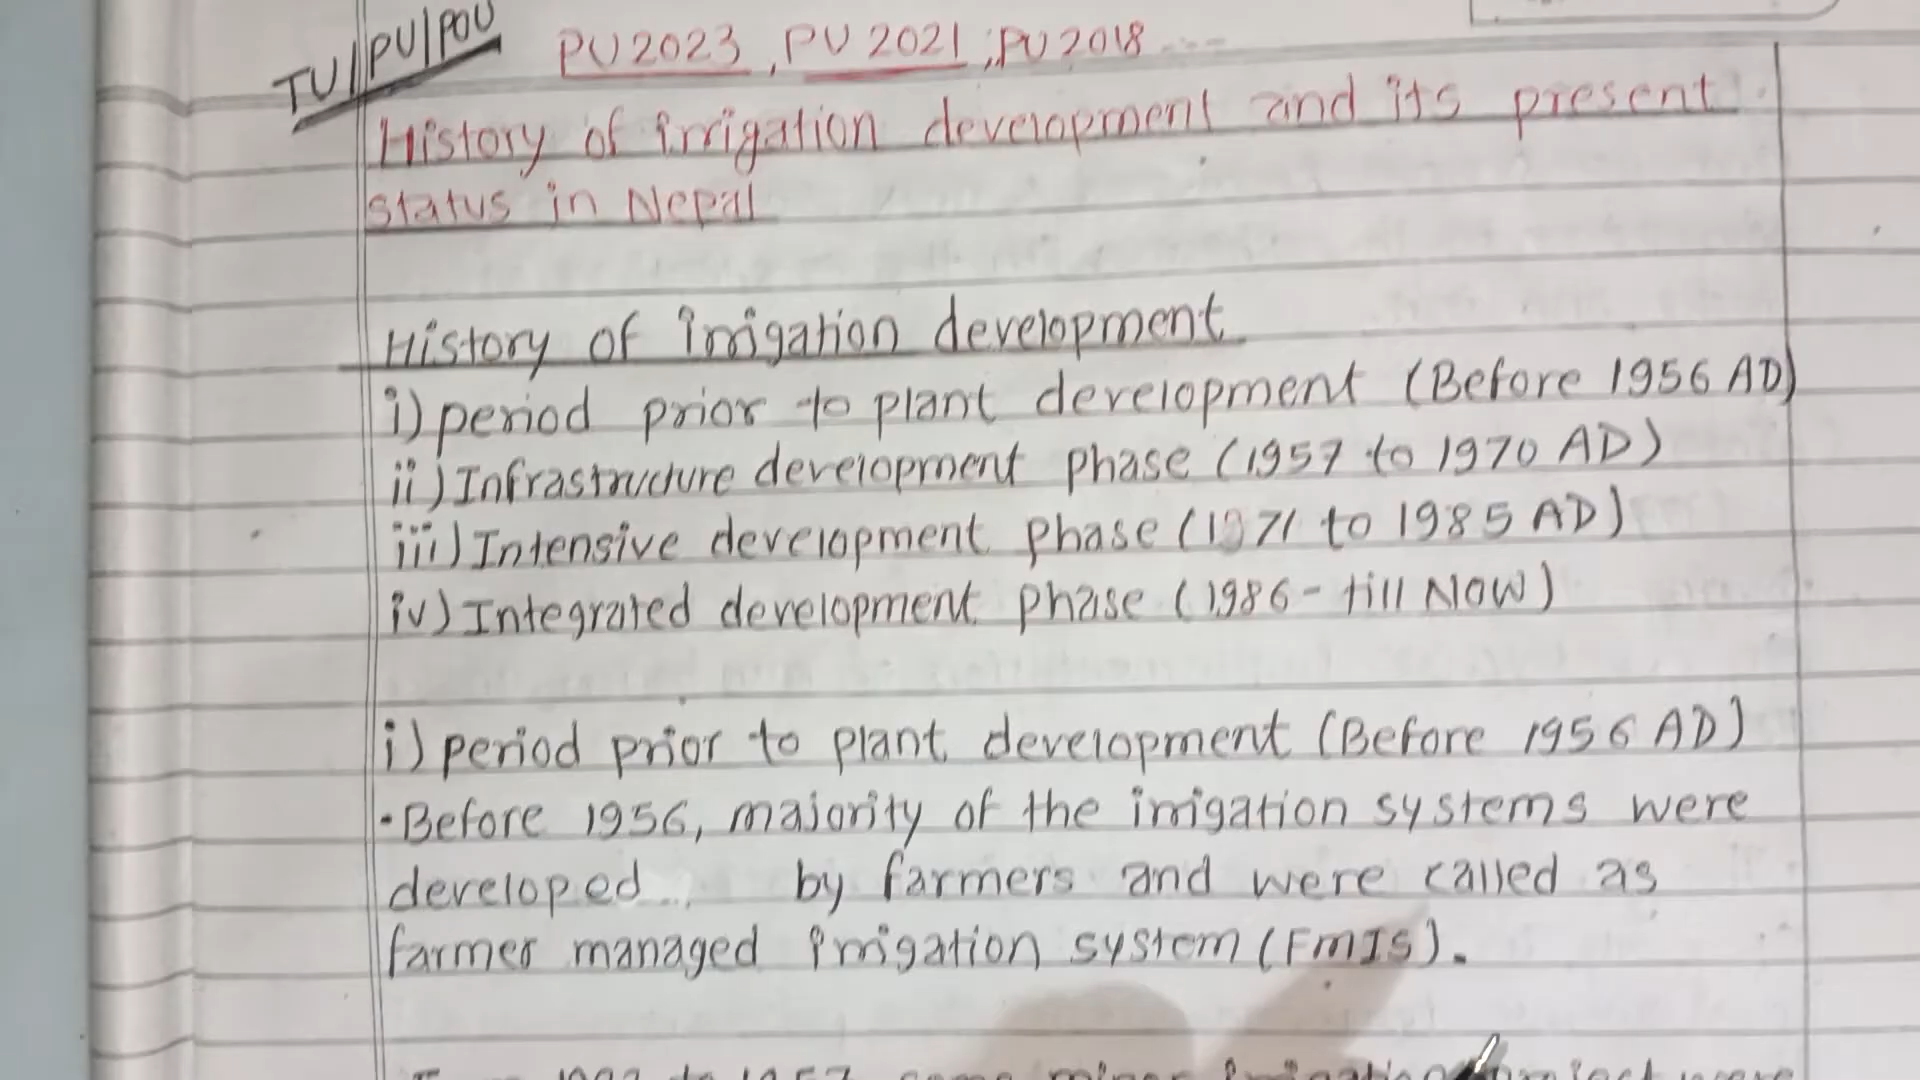 TU/PU/POU
PU 2023, PU 2021, PU 2018
History of irrigation development and its present
status in Nepal
History of irrigation development
i) period prior to plant development (Before 1956 AD)
ii) Infrastructure development phase (1957 to 1970 AD)
iii) Intensive development phase (1971 to 1985 AD)
iv) Integrated development phase (1986 - till Now)
i) period prior to plant development (Before 1956 AD)
• Before 1956, majority of the irrigation systems were
developed by farmers and were called as
farmer managed irrigation system (FMIS).